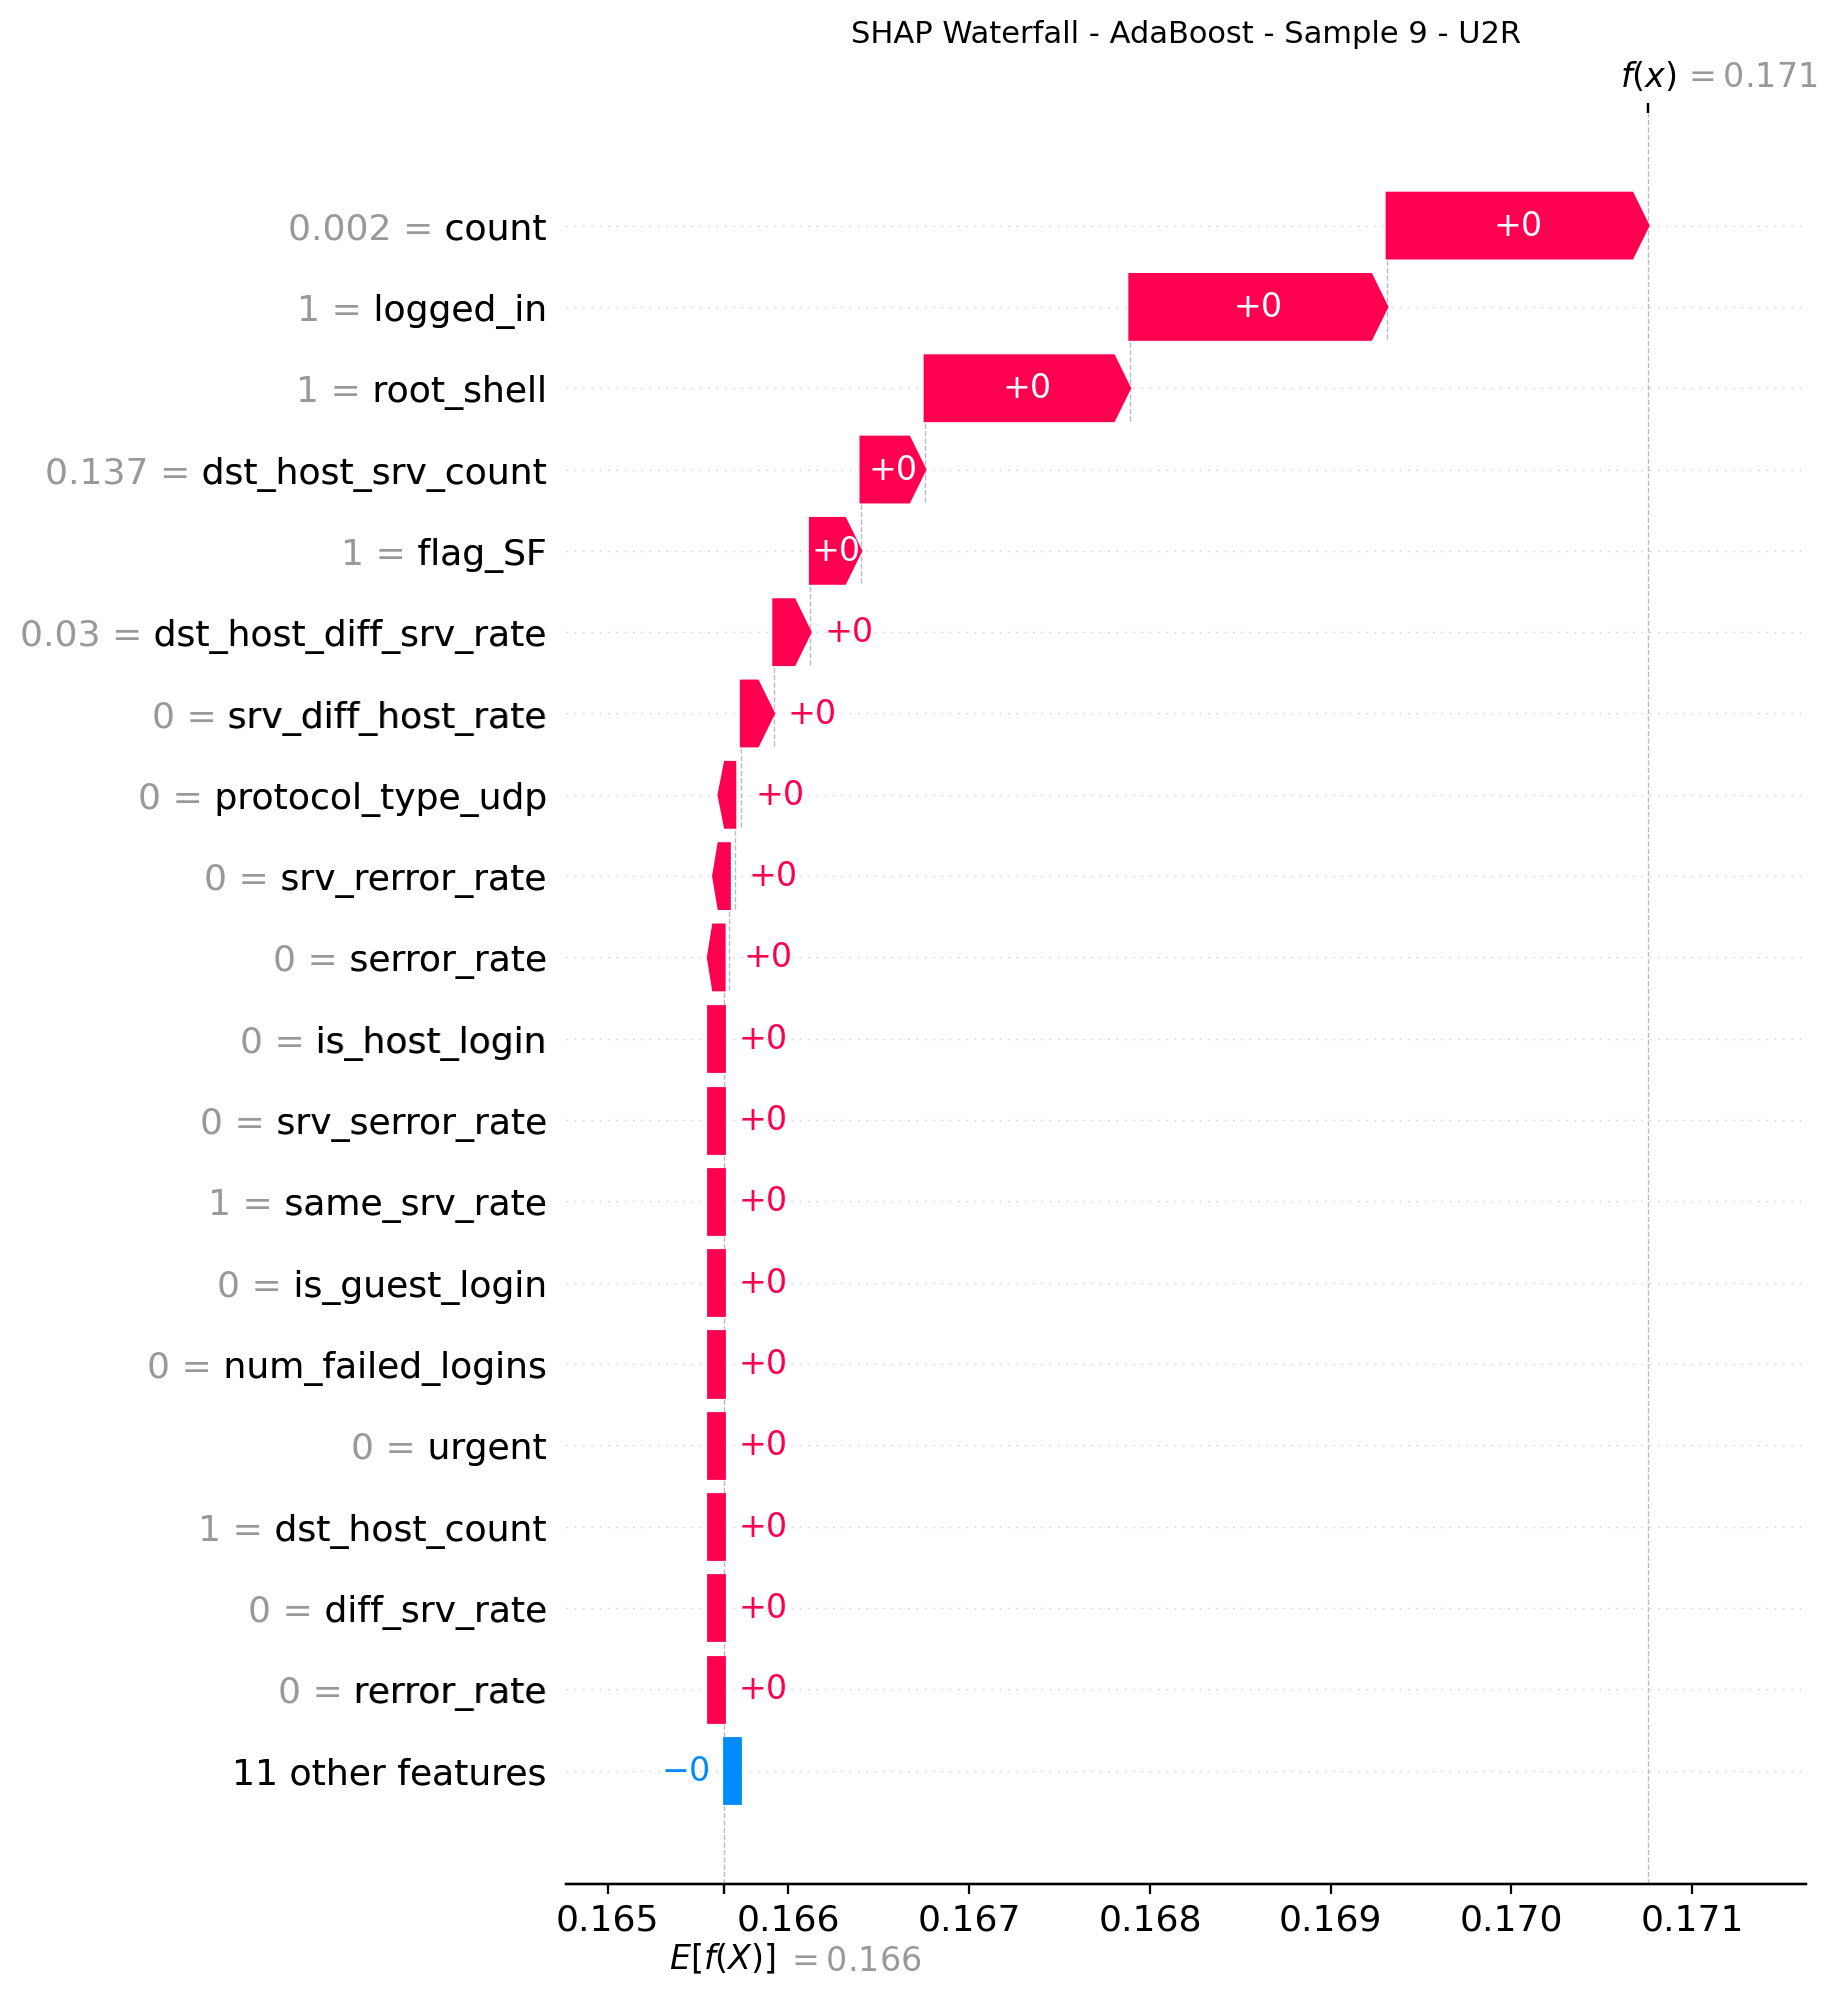 SHAP Waterfall - AdaBoost - Sample 9 - U2R
f(x) = 0.171
0.002 = count +0
1 = logged_in +0
1 = root_shell +0
0.137 = dst_host_srv_count +0
1 = flag_SF +0
0.03 = dst_host_diff_srv_rate +0
0 = srv_diff_host_rate +0
0 = protocol_type_udp +0
0 = srv_rerror_rate +0
0 = serror_rate +0
0 = is_host_login +0
0 = srv_serror_rate +0
1 = same_srv_rate +0
0 = is_guest_login +0
0 = num_failed_logins +0
0 = urgent +0
1 = dst_host_count +0
0 = diff_srv_rate +0
0 = rerror_rate +0
11 other features −0
0.165 0.166 0.167 0.168 0.169 0.170 0.171
E[f(X)] = 0.166